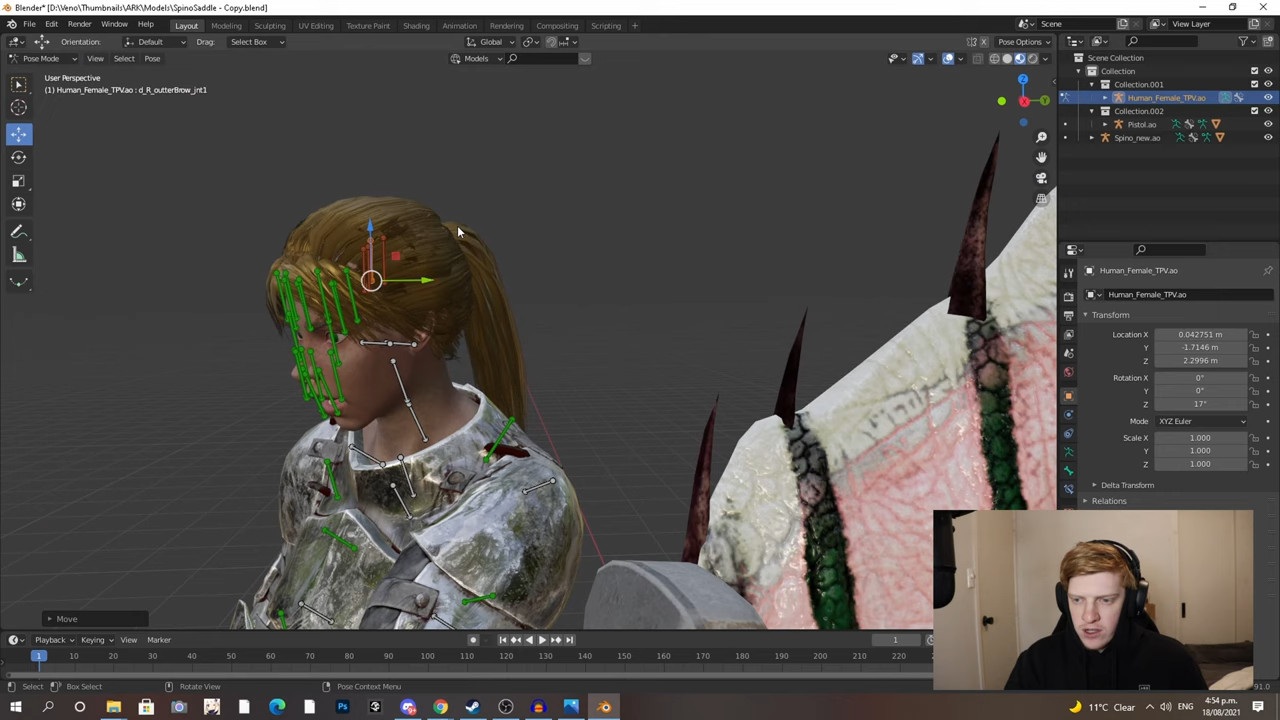 Blender* [D:\Veno\Thumbnails\ARK\Models\SpinoSaddle - Copy.blend]
File Edit Render Window Help
Layout Modeling Sculpting UV Editing Texture Paint Shading Animation Rendering Compositing Scripting +
Scene
View Layer
Orientation: Default Drag: Select Box
Global
Pose Options
Pose Mode View Select Pose
Models
User Perspective
(1) Human_Female_TPV.ao : d_R_outterBrow_jnt1
Z
Y
X
Scene Collection
Collection
Collection.001
Human_Female_TPV.ao
Collection.002
Pistol.ao
Spino_new.ao
Human_Female_TPV.ao
Human_Female_TPV.ao
Transform
Location X 0.042751 m
Y -1.7146 m
Z 2.2996 m
Rotation X 0°
Y 0°
Z 17°
Mode XYZ Euler
Scale X 1.000
Y 1.000
Z 1.000
Delta Transform
Relations
Move
Playback Keying View Marker
1
1 10 20 30 40 50 60 70 80 90 100 110 120 130 140 150 160 170 180 190 200 210 220
Select Box Select Rotate View Pose Context Menu
91.0
11°C Clear
4:54 p.m.
18/08/2021